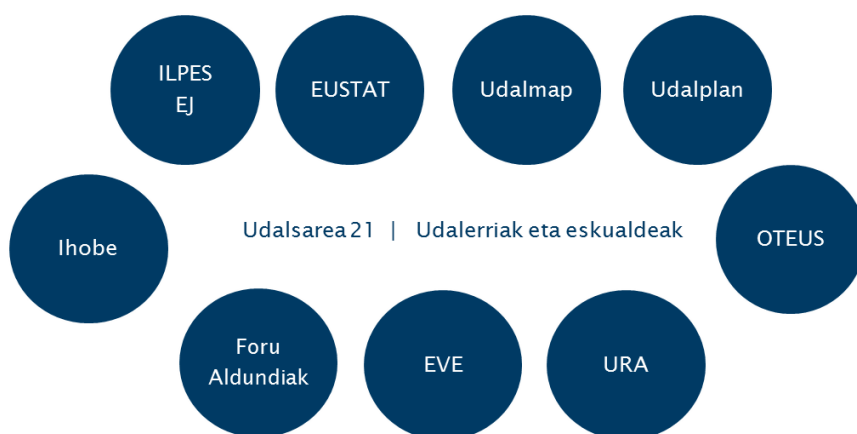 ILPES
EJ
EUSTAT
Udalmap
Udalplan
Ihobe
Udalsarea 21 | Udalerriak eta eskualdeak
OTEUS
Foru
Aldundiak
EVE
URA